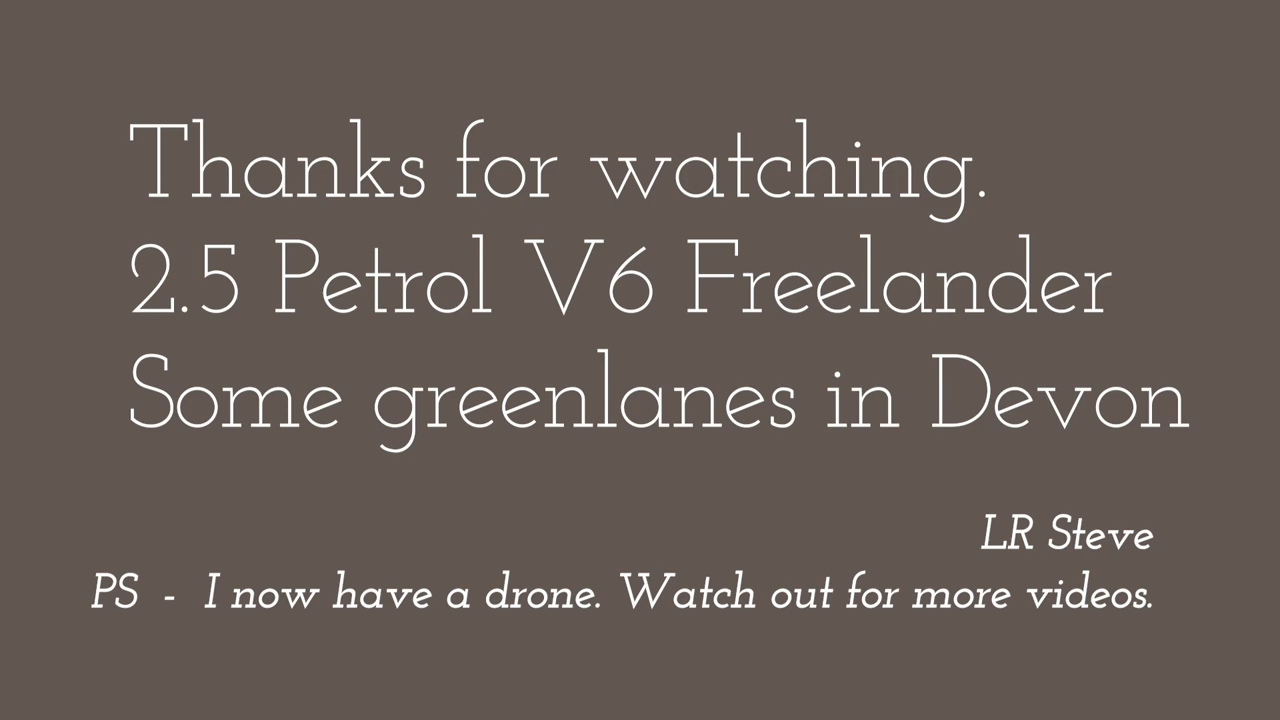 Thanks for watching.
2.5 Petrol V6 Freelander
Some greenlanes in Devon
LR Steve
PS - I now have a drone. Watch out for more videos.